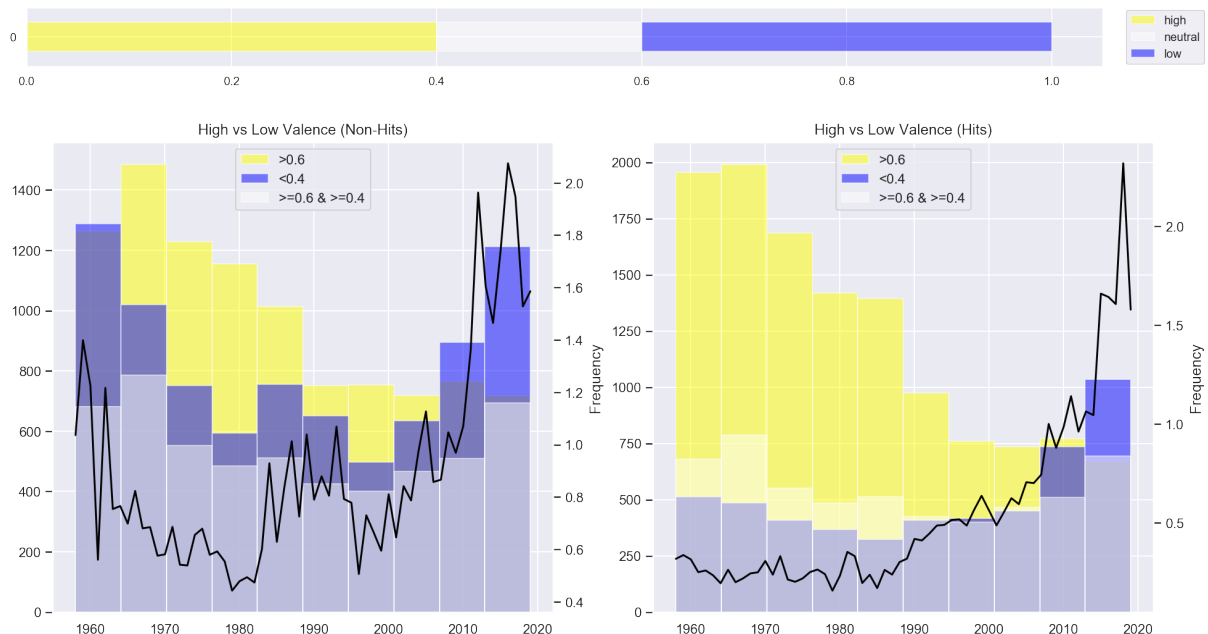 0
0.0 0.2 0.4 0.6 0.8 1.0
high
neutral
low
High vs Low Valence (Non-Hits)
>0.6
<0.4
>=0.6 & >=0.4
1400
1200
1000
800
600
400
200
0
2.0
1.8
1.6
1.4
1.2
1.0
0.8
0.6
0.4
Frequency
1960 1970 1980 1990 2000 2010 2020
High vs Low Valence (Hits)
>0.6
<0.4
>=0.6 & >=0.4
2000
1750
1500
1250
1000
750
500
250
0
2.0
1.5
1.0
0.5
Frequency
1960 1970 1980 1990 2000 2010 2020